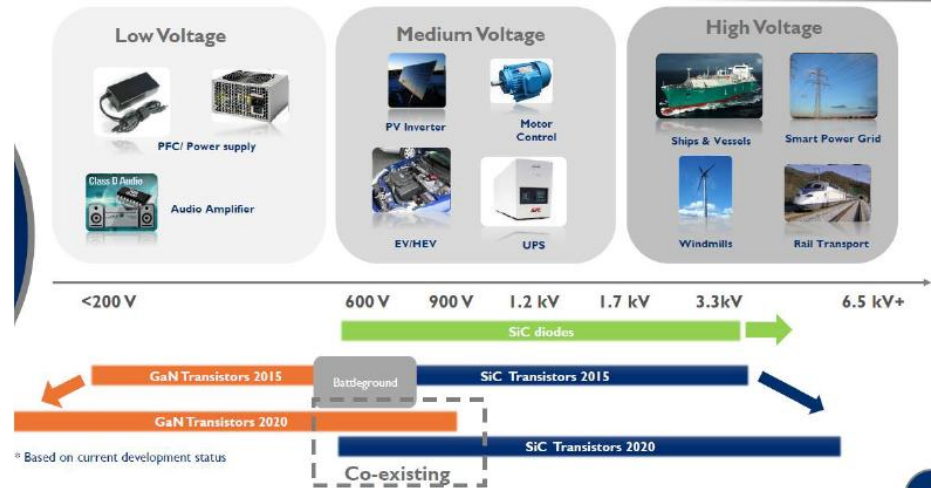 Low Voltage
Medium Voltage
High Voltage
PFC/ Power supply
Class D Audio
Audio Amplifier
PV Inverter
Motor
Control
EV/HEV
APC
UPS
Ships & Vessels
Smart Power Grid
Windmills
Rail Transport
<200 V
600 V
900 V
1.2 kV
1.7 kV
3.3kV
6.5 kV+
SiC diodes
GaN Transistors 2015
Battleground
SiC Transistors 2015
GaN Transistors 2020
SiC Transistors 2020
* Based on current development status
Co-existing